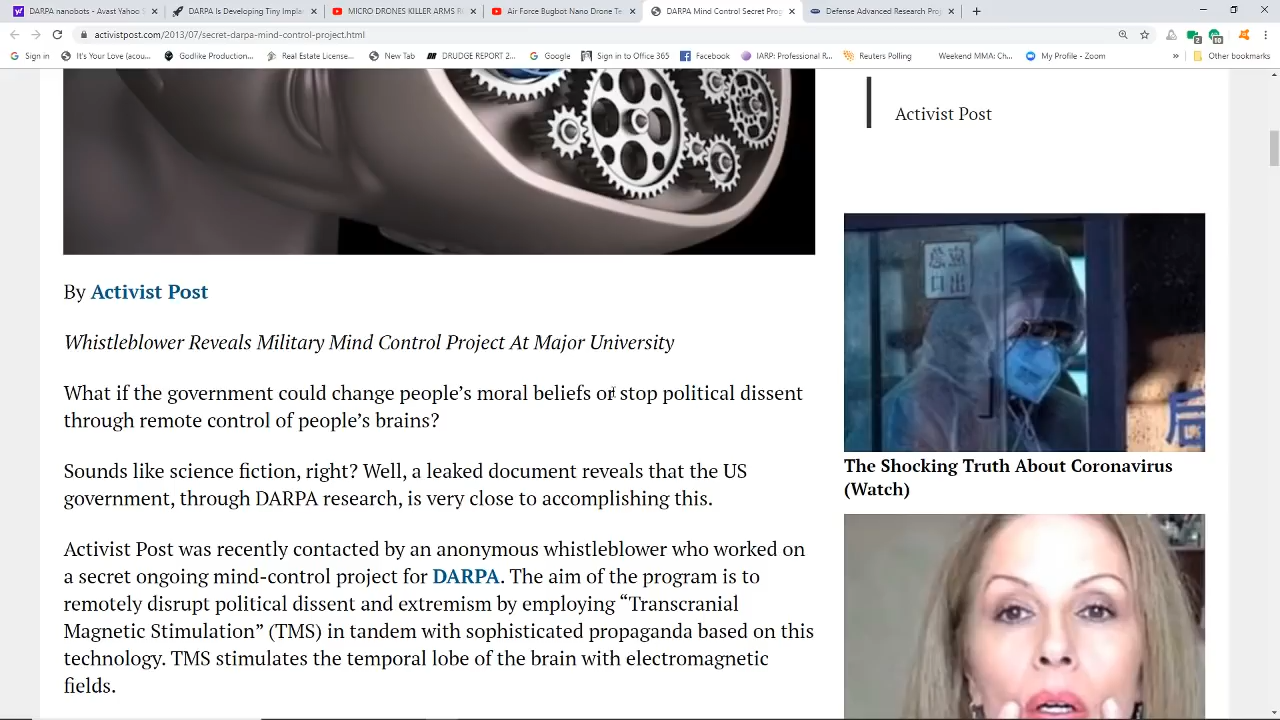 DARPA nanobots - Avast Yahoo S
DARPA Is Developing Tiny Impla
MICRO DRONES KILLER ARMS R
Air Force Bugbot Nano Drone Te
DARPA Mind Control Secret Proj
Defense Advanced Research Proj
activistpost.com/2013/07/secret-darpa-mind-control-project.html
Sign in
It's Your Love (acou...
Godlike Production...
Real Estate License...
New Tab
DRUDGE REPORT 2...
Google
Sign in to Office 365
Facebook
IARP: Professional R...
Reuters Polling
Weekend MMA: Ch...
My Profile - Zoom
»
Other bookmarks
Activist Post
By Activist Post
Whistleblower Reveals Military Mind Control Project At Major University
What if the government could change people's moral beliefs or stop political dissent
through remote control of people's brains?
Sounds like science fiction, right? Well, a leaked document reveals that the US
government, through DARPA research, is very close to accomplishing this.
Activist Post was recently contacted by an anonymous whistleblower who worked on
a secret ongoing mind-control project for DARPA. The aim of the program is to
remotely disrupt political dissent and extremism by employing “Transcranial
Magnetic Stimulation” (TMS) in tandem with sophisticated propaganda based on this
technology. TMS stimulates the temporal lobe of the brain with electromagnetic
fields.
The Shocking Truth About Coronavirus
(Watch)